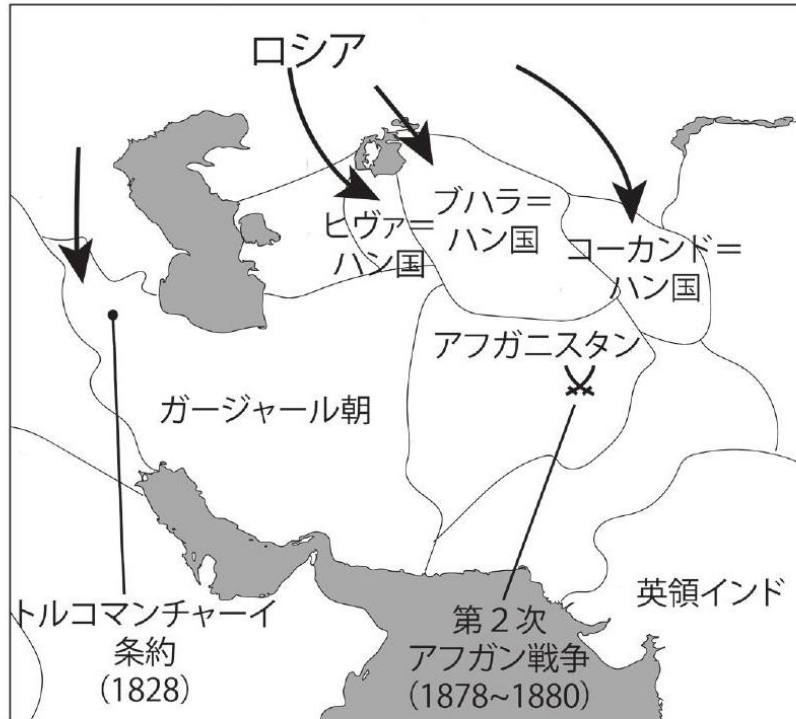 ロシア
ヒヴァ＝
ハン国
ブハラ＝
ハン国
コーカンド＝
ハン国
アフガニスタン
ガージャール朝
トルコマンチャーイ
条約
(1828)
第２次
アフガン戦争
(1878~1880)
英領インド